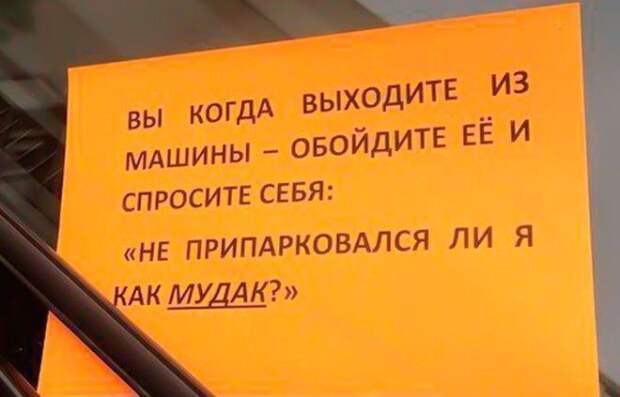 ВЫ КОГДА ВЫХОДИТЕ ИЗ
МАШИНЫ – ОБОЙДИТЕ ЕЁ И
СПРОСИТЕ СЕБЯ:
«НЕ ПРИПАРКОВАЛСЯ ЛИ Я
КАК МУДАК?»